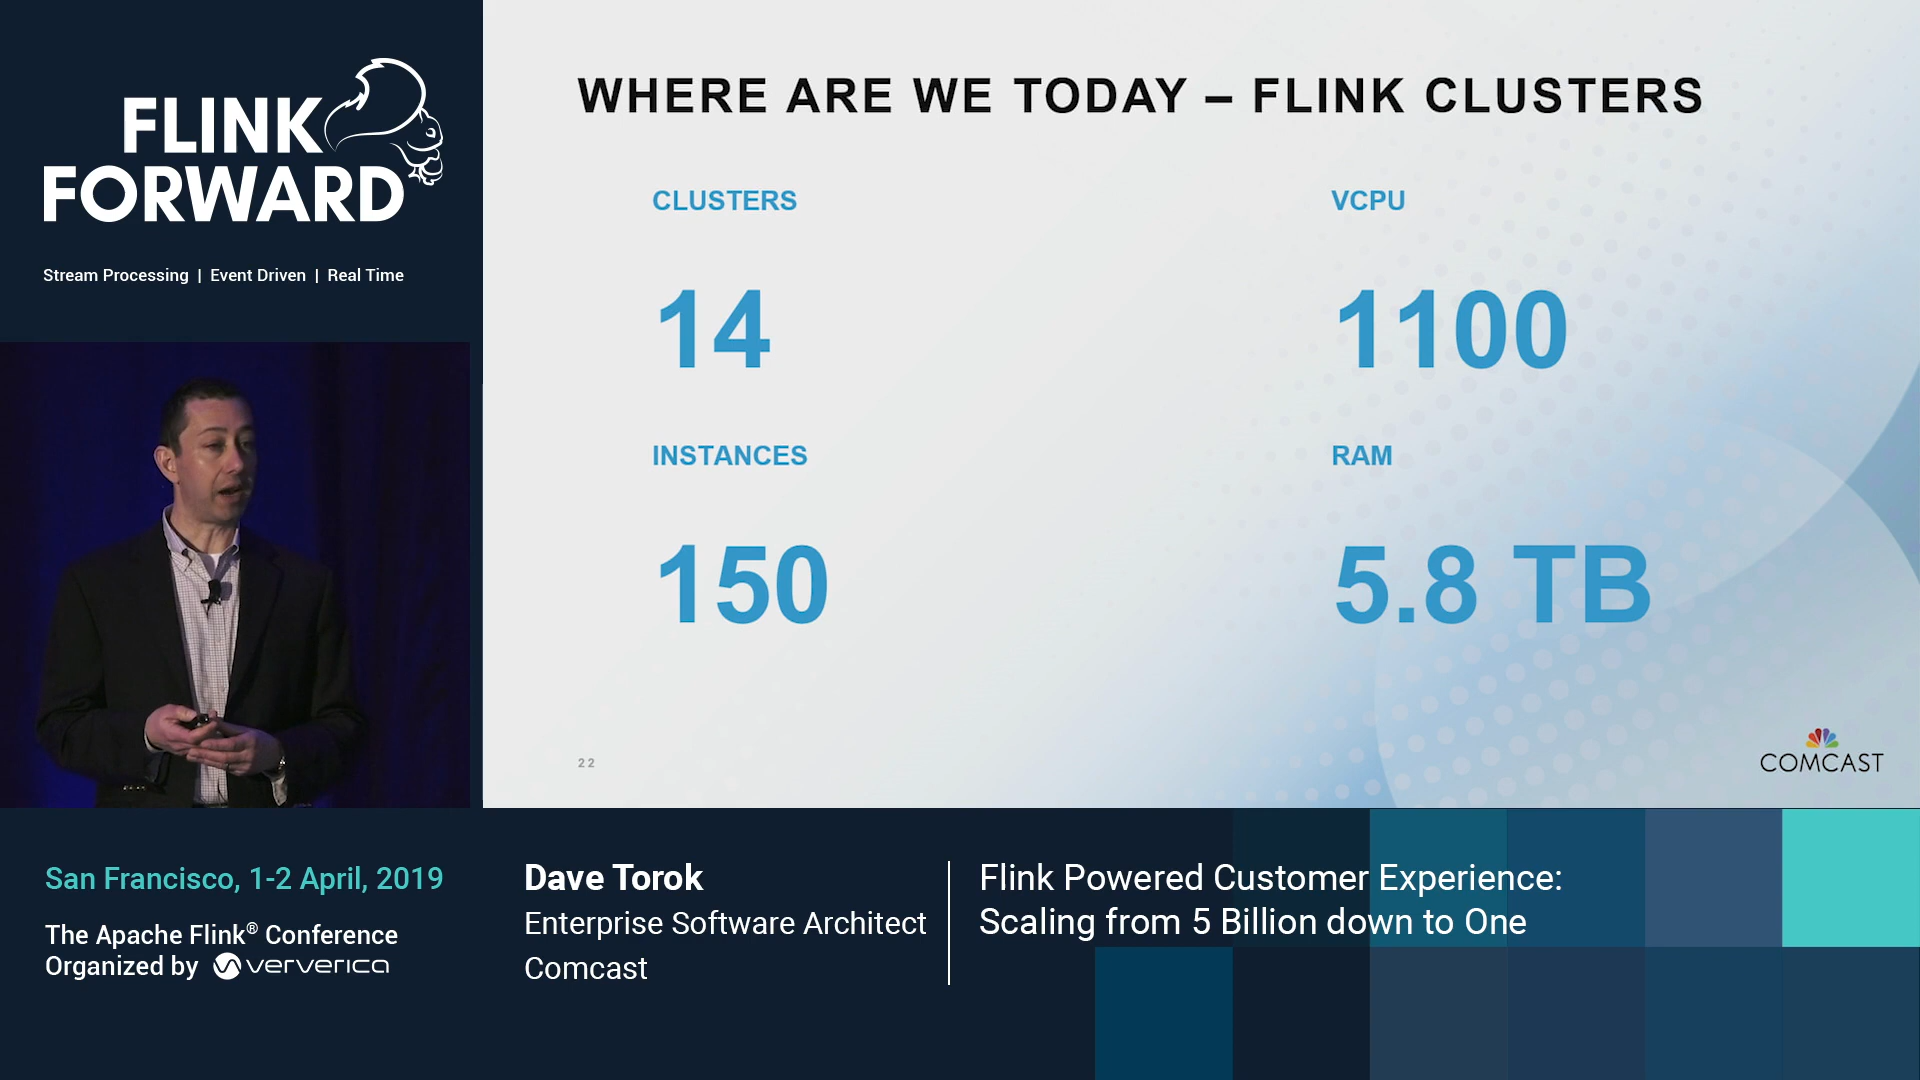 FLINK
FORWARD
Stream Processing | Event Driven | Real Time
WHERE ARE WE TODAY – FLINK CLUSTERS
CLUSTERS
14
VCPU
1100
INSTANCES
150
RAM
5.8 TB
22
COMCAST
San Francisco, 1-2 April, 2019
The Apache Flink® Conference
Organized by ververica
Dave Torok
Enterprise Software Architect
Comcast
Flink Powered Customer Experience:
Scaling from 5 Billion down to One